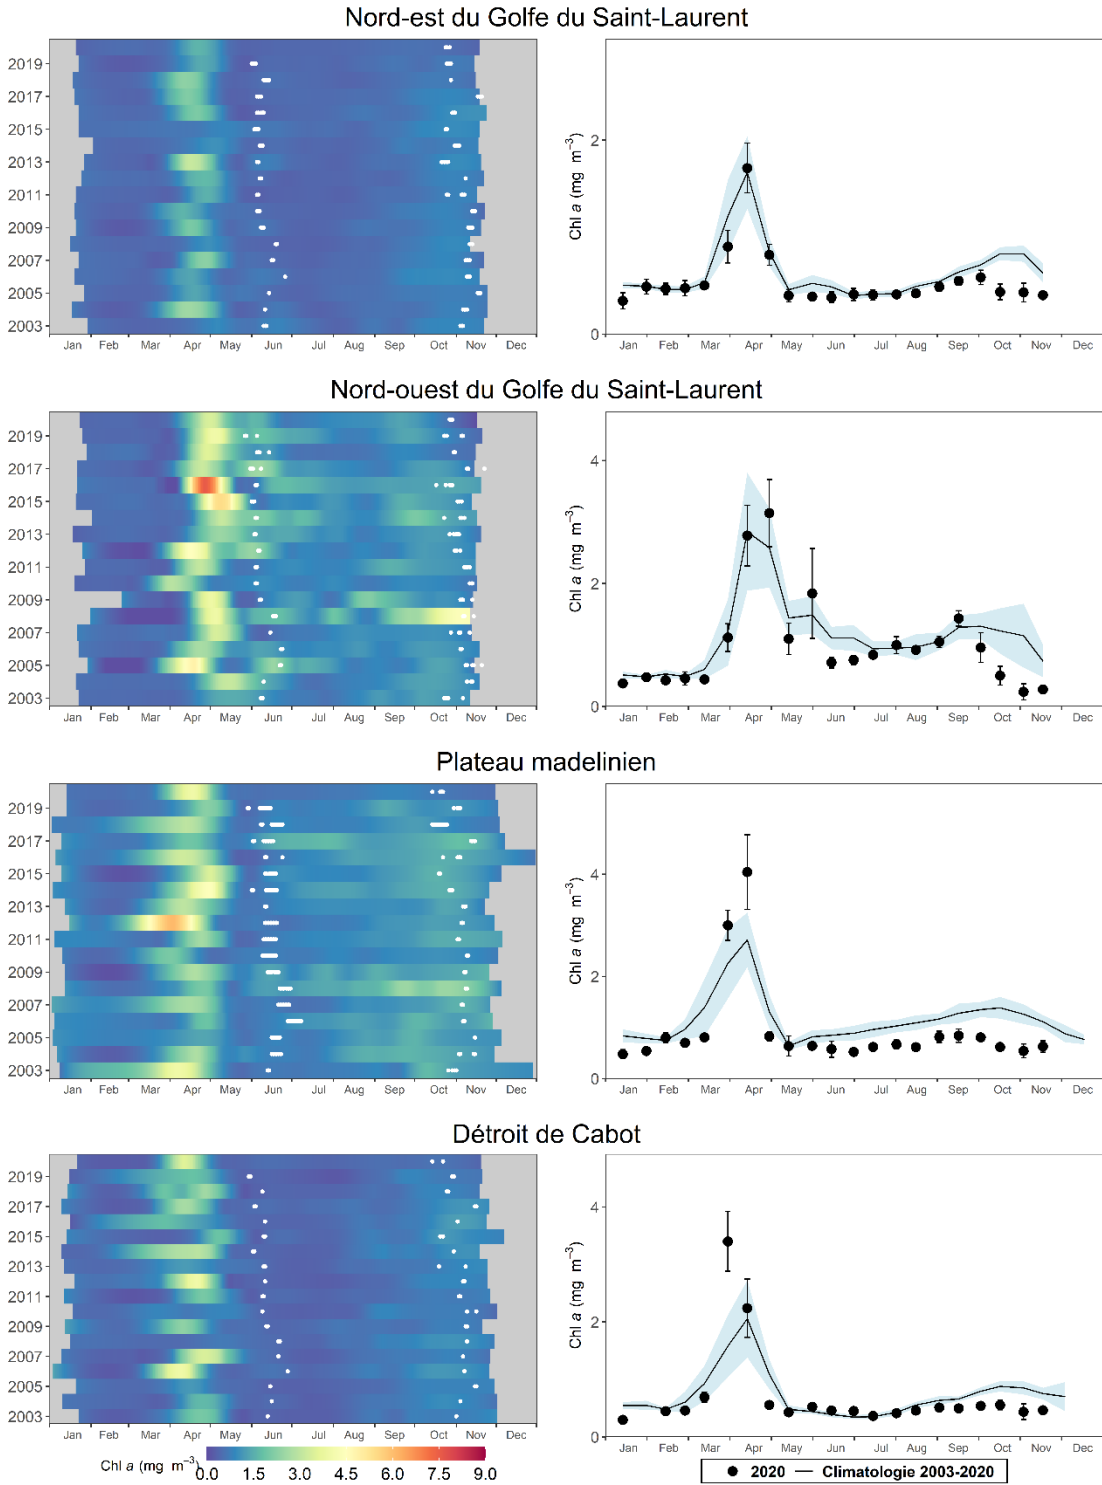 Nord-est du Golfe du Saint-Laurent
2019
2017
2015
2013
2011
2009
2007
2005
2003
Jan Feb Mar Apr May Jun Jul Aug Sep Oct Nov Dec
Chl a (mg m−3)
2
0
Jan Feb Mar Apr May Jun Jul Aug Sep Oct Nov Dec
Nord-ouest du Golfe du Saint-Laurent
2019
2017
2015
2013
2011
2009
2007
2005
2003
Jan Feb Mar Apr May Jun Jul Aug Sep Oct Nov Dec
Chl a (mg m−3)
4
2
0
Jan Feb Mar Apr May Jun Jul Aug Sep Oct Nov Dec
Plateau madelinien
2019
2017
2015
2013
2011
2009
2007
2005
2003
Jan Feb Mar Apr May Jun Jul Aug Sep Oct Nov Dec
Chl a (mg m−3)
4
2
0
Jan Feb Mar Apr May Jun Jul Aug Sep Oct Nov Dec
Détroit de Cabot
2019
2017
2015
2013
2011
2009
2007
2005
2003
Jan Feb Mar Apr May Jun Jul Aug Sep Oct Nov Dec
Chl a (mg m−3)
4
2
0
Jan Feb Mar Apr May Jun Jul Aug Sep Oct Nov Dec
Chl a (mg m−3)
0.0 1.5 3.0 4.5 6.0 7.5 9.0
2020 Climatologie 2003-2020